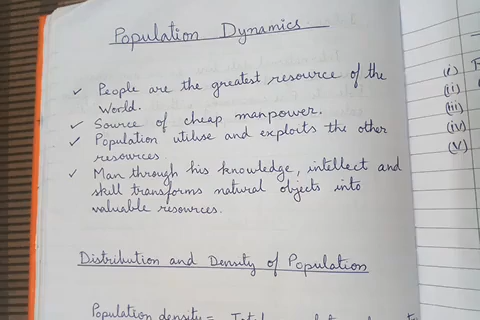 Population Dynamics
✓ People are the greatest resource of the
world.
✓ Source of cheap manpower.
✓ Population utilise and exploits the other
resources
✓ Man through his knowledge, intellect and
skill transforms natural objects into
valuable resources.
Distribution and Density of Population
Population density =
(i)
(ii)
(iii)
(iv)
(v)